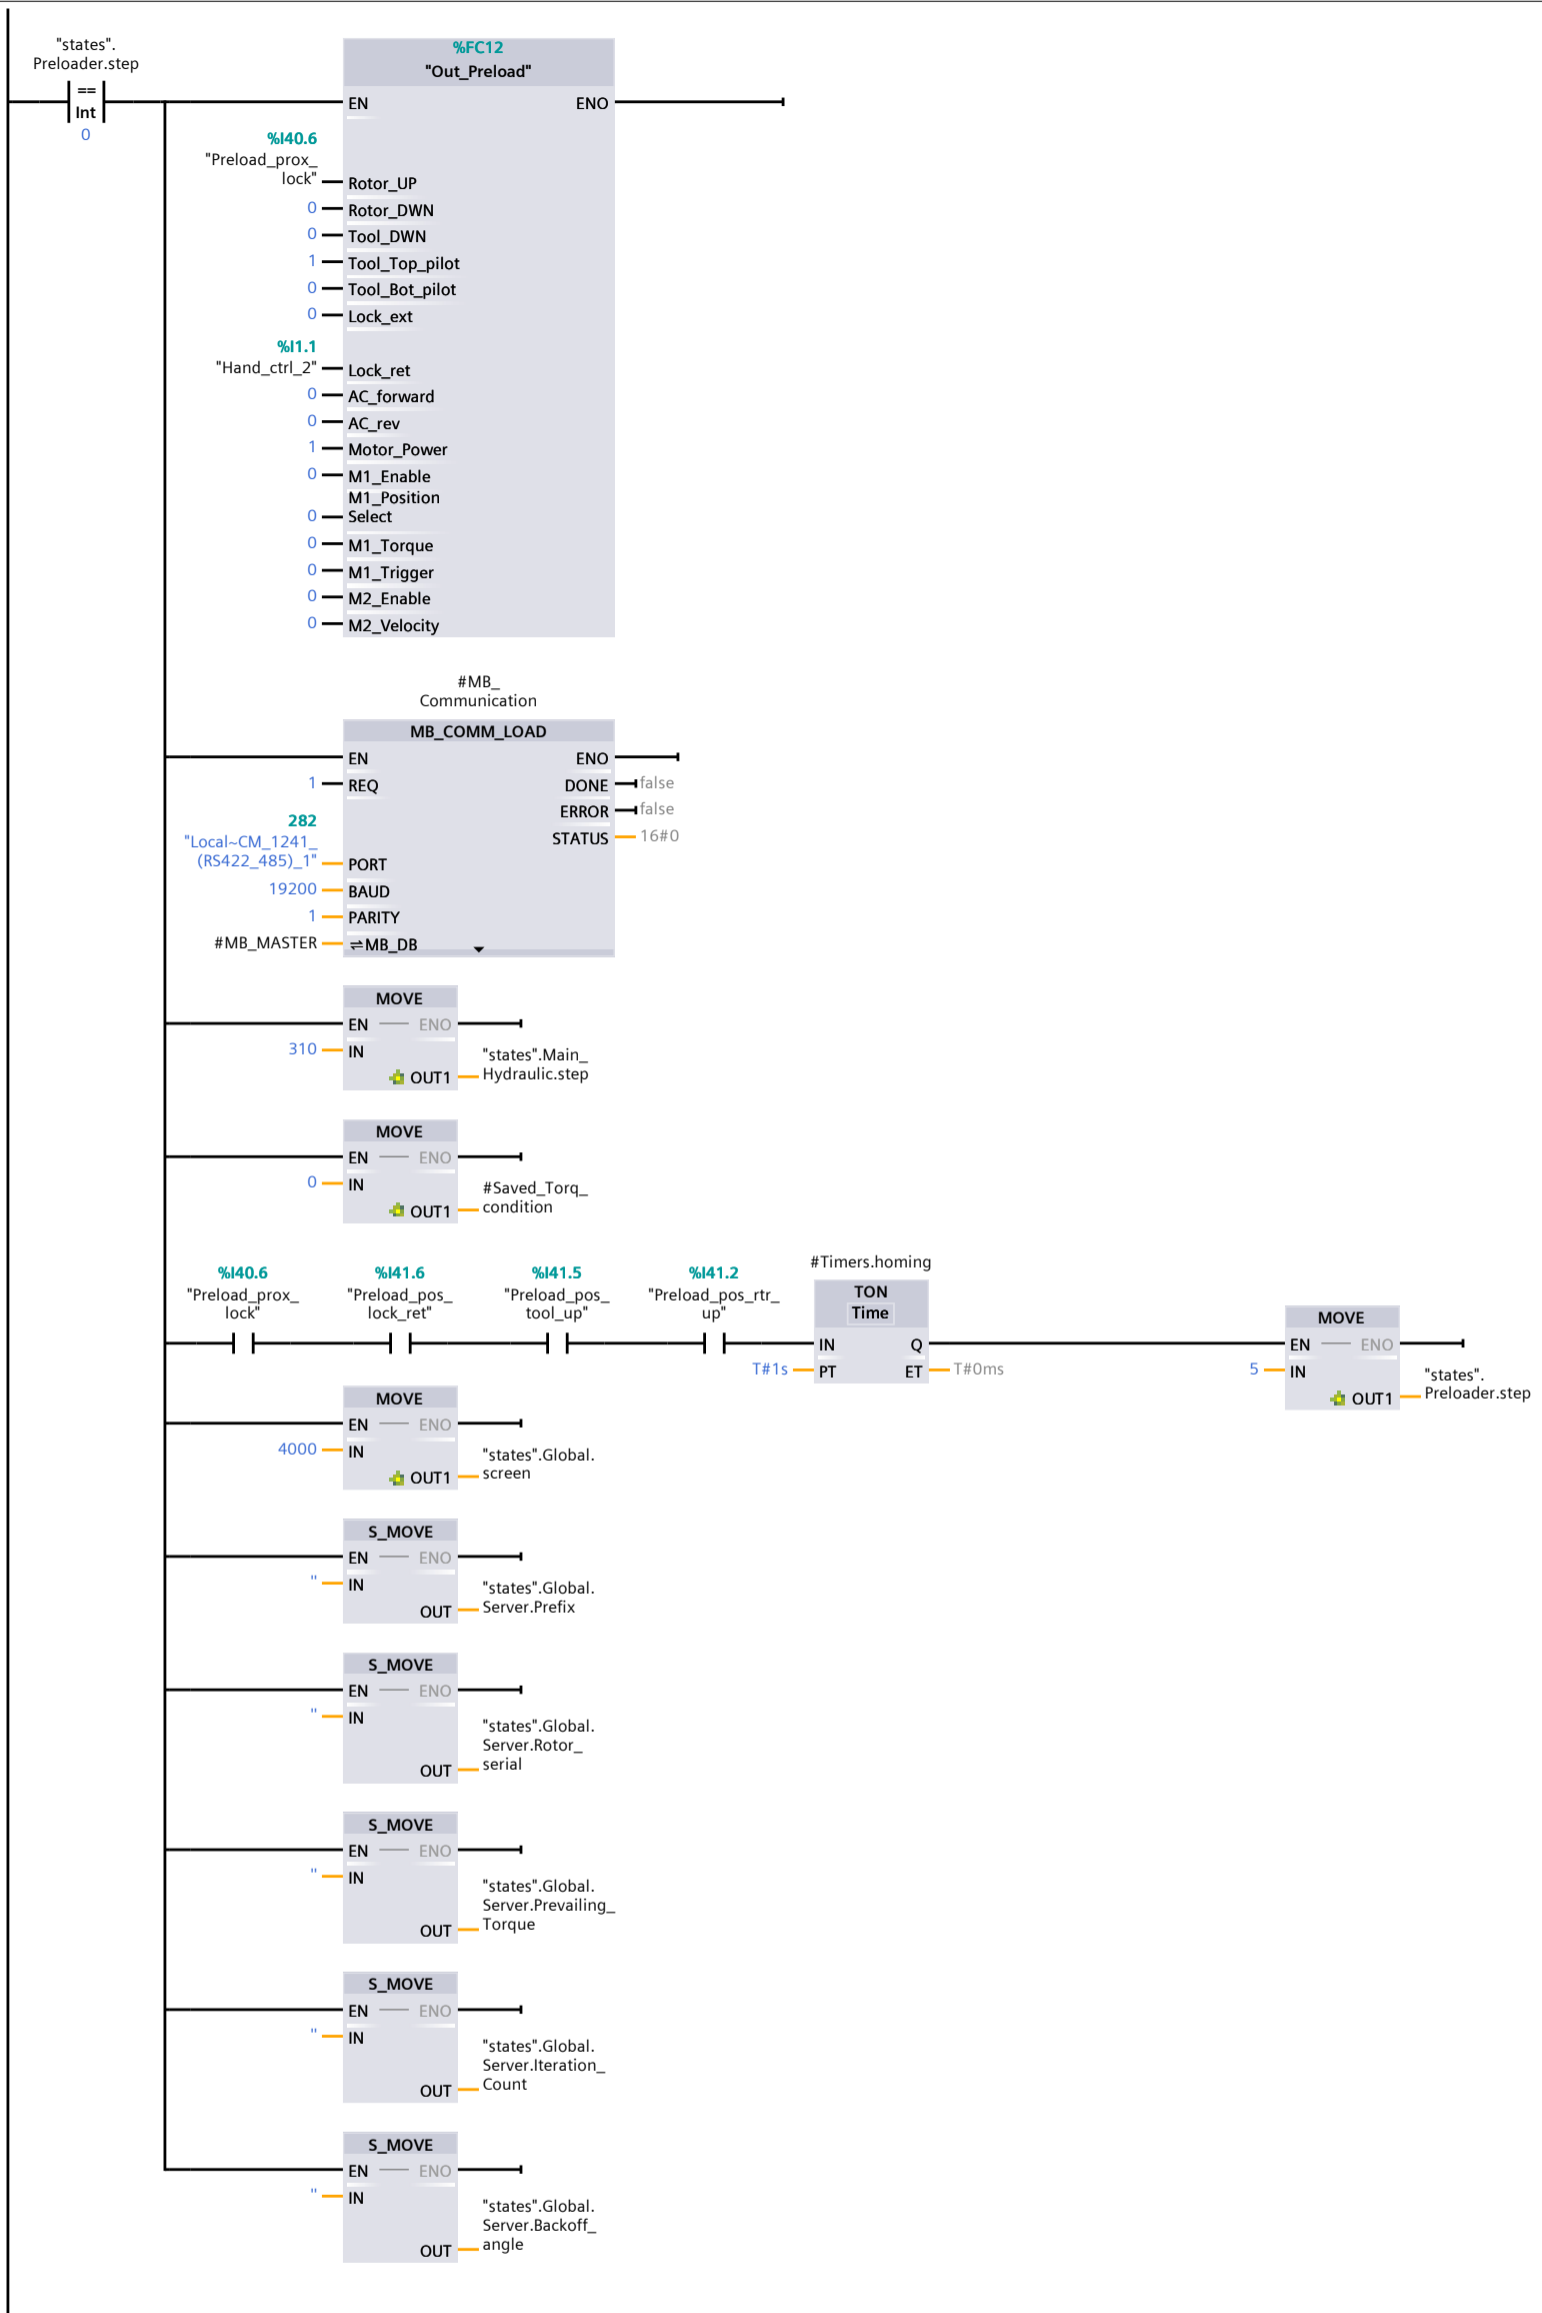 "states".
Preloader.step
==
Int
0
%FC12
"Out_Preload"
EN
ENO
%I40.6
"Preload_prox_
lock"
Rotor_UP
0
Rotor_DWN
0
Tool_DWN
1
Tool_Top_pilot
0
Tool_Bot_pilot
0
Lock_ext
%I1.1
"Hand_ctrl_2"
Lock_ret
0
AC_forward
0
AC_rev
1
Motor_Power
0
M1_Enable
M1_Position
0
Select
0
M1_Torque
0
M1_Trigger
0
M2_Enable
0
M2_Velocity
#MB_
Communication
MB_COMM_LOAD
EN
ENO
1
REQ
DONE
false
ERROR
false
STATUS
16#0
282
"Local~CM_1241_
(RS422_485)_1"
PORT
19200
BAUD
1
PARITY
#MB_MASTER
MB_DB
MOVE
EN
ENO
310
IN
OUT1
"states".Main_
Hydraulic.step
MOVE
EN
ENO
0
IN
OUT1
#Saved_Torq_
condition
%I40.6
"Preload_prox_
lock"
%I41.6
"Preload_pos_
lock_ret"
%I41.5
"Preload_pos_
tool_up"
%I41.2
"Preload_pos_rtr_
up"
#Timers.homing
TON
Time
IN
Q
T#1s
PT
ET
T#0ms
MOVE
EN
ENO
5
IN
OUT1
"states".
Preloader.step
MOVE
EN
ENO
4000
IN
OUT1
"states".Global.
screen
S_MOVE
EN
ENO
''
IN
OUT
"states".Global.
Server.Prefix
S_MOVE
EN
ENO
''
IN
OUT
"states".Global.
Server.Rotor_
serial
S_MOVE
EN
ENO
''
IN
OUT
"states".Global.
Server.Prevailing_
Torque
S_MOVE
EN
ENO
''
IN
OUT
"states".Global.
Server.Iteration_
Count
S_MOVE
EN
ENO
''
IN
OUT
"states".Global.
Server.Backoff_
angle